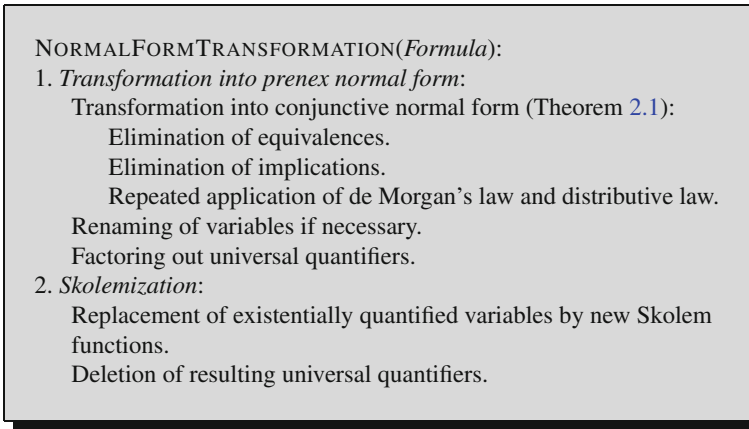 NORMALFORMTRANSFORMATION(Formula):
1. Transformation into prenex normal form:
Transformation into conjunctive normal form (Theorem 2.1):
Elimination of equivalences.
Elimination of implications.
Repeated application of de Morgan's law and distributive law.
Renaming of variables if necessary.
Factoring out universal quantifiers.
2. Skolemization:
Replacement of existentially quantified variables by new Skolem
functions.
Deletion of resulting universal quantifiers.